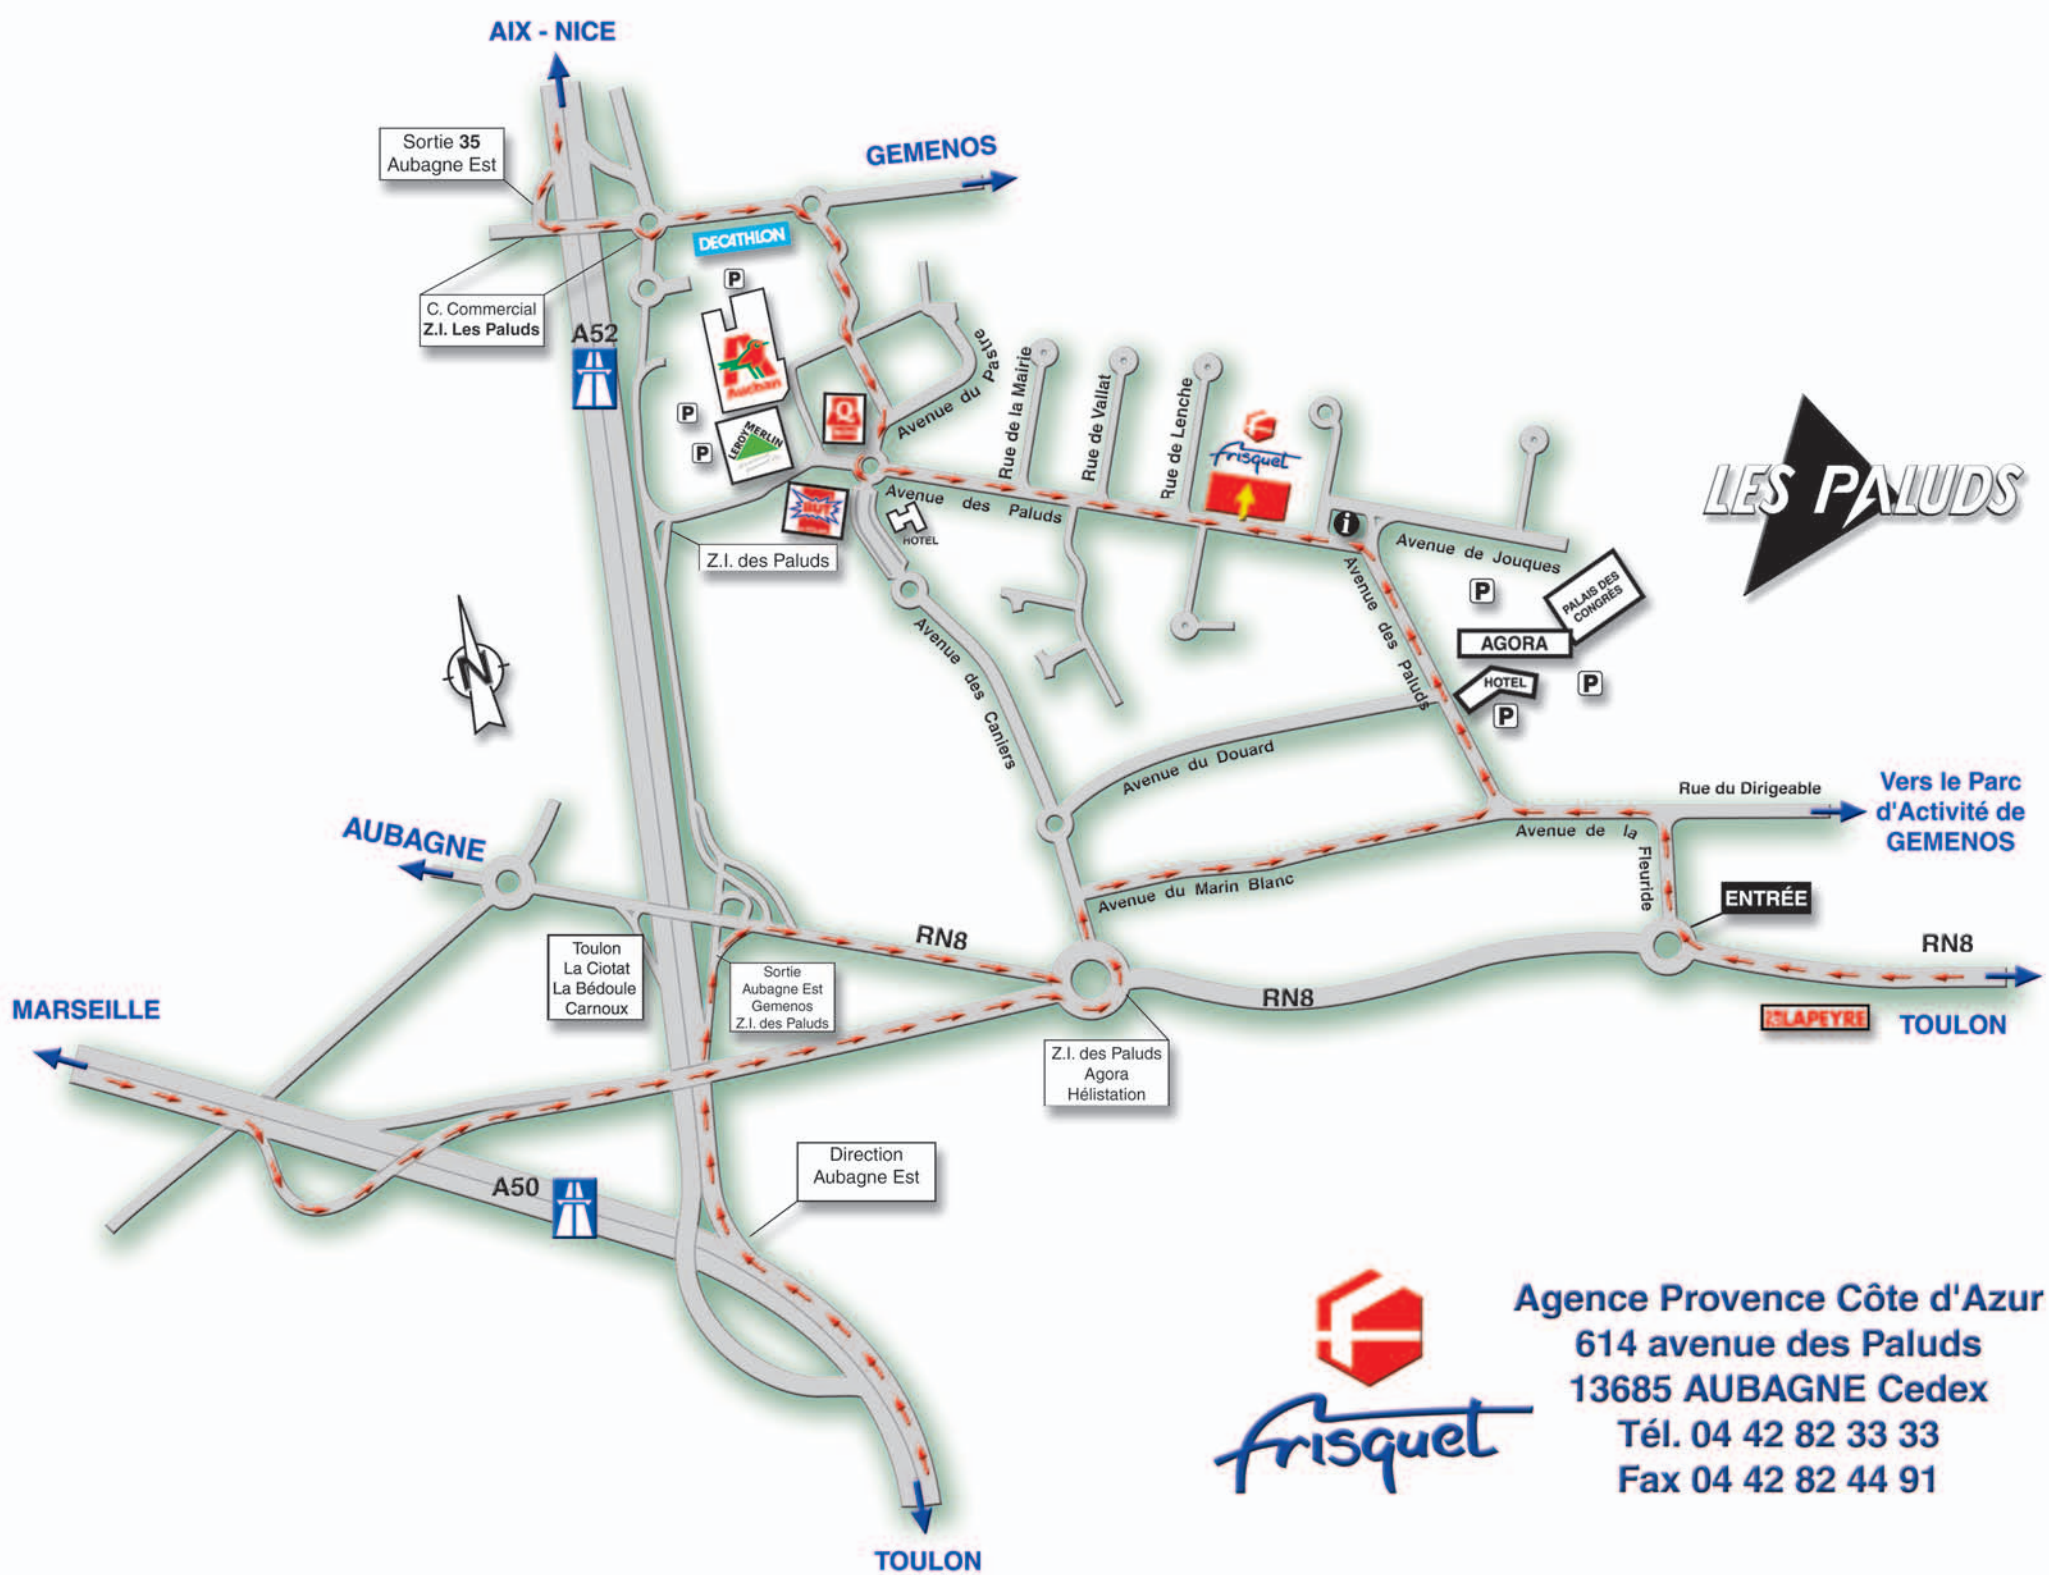 AIX - NICE
Sortie 35
Aubagne Est
GEMENOS
DECATHLON
P
C. Commercial
Z.I. Les Paluds
A52
Auchan
P
LEROY MERLIN
P
Q
BUT
HOTEL
Z.I. des Paluds
Avenue du Pastre
Rue de la Mairie
Rue de Vallat
Rue de Lenche
frisquet
Avenue des Paluds
i
Avenue de Jouques
LES PALUDS
P
PALAIS DES
CONGRÈS
AGORA
HOTEL
P
P
N
Avenue des Paluds
Avenue des Caniers
Avenue du Douard
Rue du Dirigeable
Vers le Parc
d'Activité de
GEMENOS
Avenue de la Fleuride
AUBAGNE
Avenue du Marin Blanc
ENTRÉE
RN8
RN8
RN8
Toulon
La Ciotat
La Bédoule
Carnoux
Sortie
Aubagne Est
Gemenos
Z.I. des Paluds
MARSEILLE
LAPEYRE
TOULON
Z.I. des Paluds
Agora
Hélistation
Direction
Aubagne Est
A50
TOULON
frisquet
Agence Provence Côte d'Azur
614 avenue des Paluds
13685 AUBAGNE Cedex
Tél. 04 42 82 33 33
Fax 04 42 82 44 91